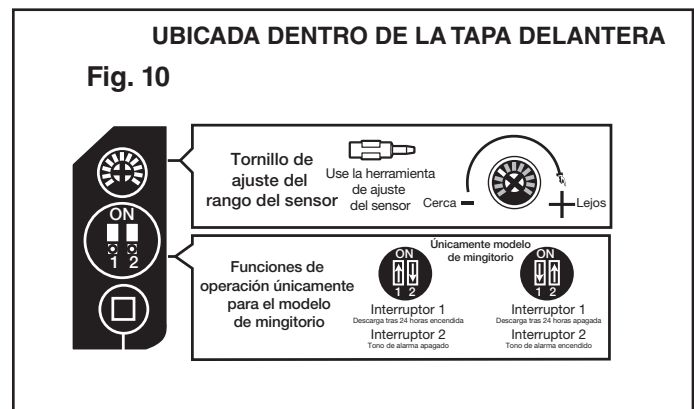 UBICADA DENTRO DE LA TAPA DELANTERA
Fig. 10
ON
1 2
Tornillo de
ajuste del
rango del sensor
Use la herramienta
de ajuste
del sensor
Cerca
Lejos
Funciones de
operación únicamente
para el modelo
de mingitorio
Únicamente modelo
de mingitorio
ON
1 2
Interruptor 1
Descarga tras 24 horas encendida
Interruptor 2
Tono de alarma apagado
ON
1 2
Interruptor 1
Descarga tras 24 horas apagada
Interruptor 2
Tono de alarma encendido